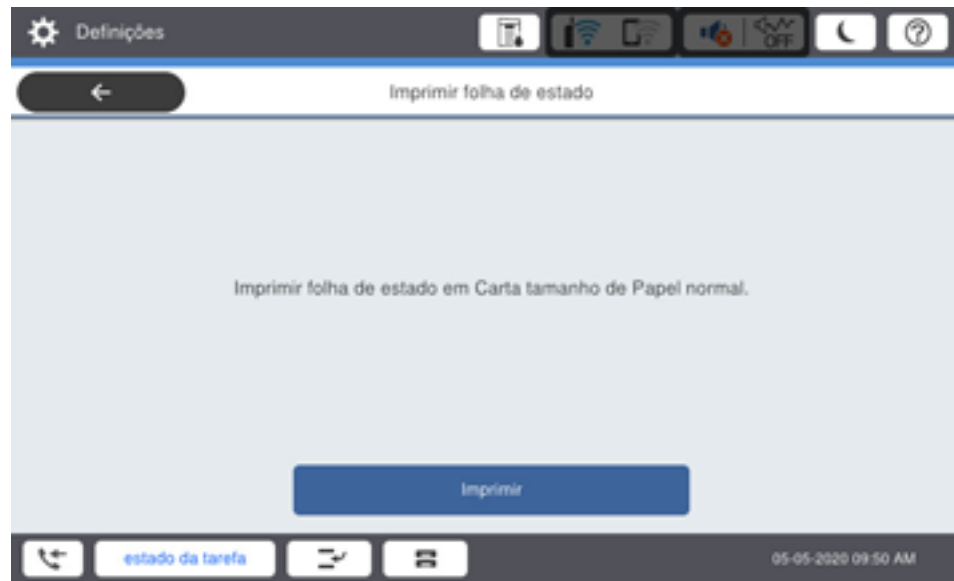 Definições
OFF
Imprimir folha de estado
Imprimir folha de estado em Carta tamanho de Papel normal.
Imprimir
estado da tarefa
05-05-2020 09:50 AM